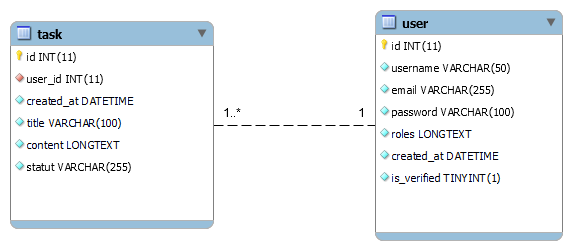 task
id INT(11)
user_id INT(11)
created_at DATETIME
title VARCHAR(100)
content LONGTEXT
statut VARCHAR(255)
1..*
1
user
id INT(11)
username VARCHAR(50)
email VARCHAR(255)
password VARCHAR(100)
roles LONGTEXT
created_at DATETIME
is_verified TINYINT(1)